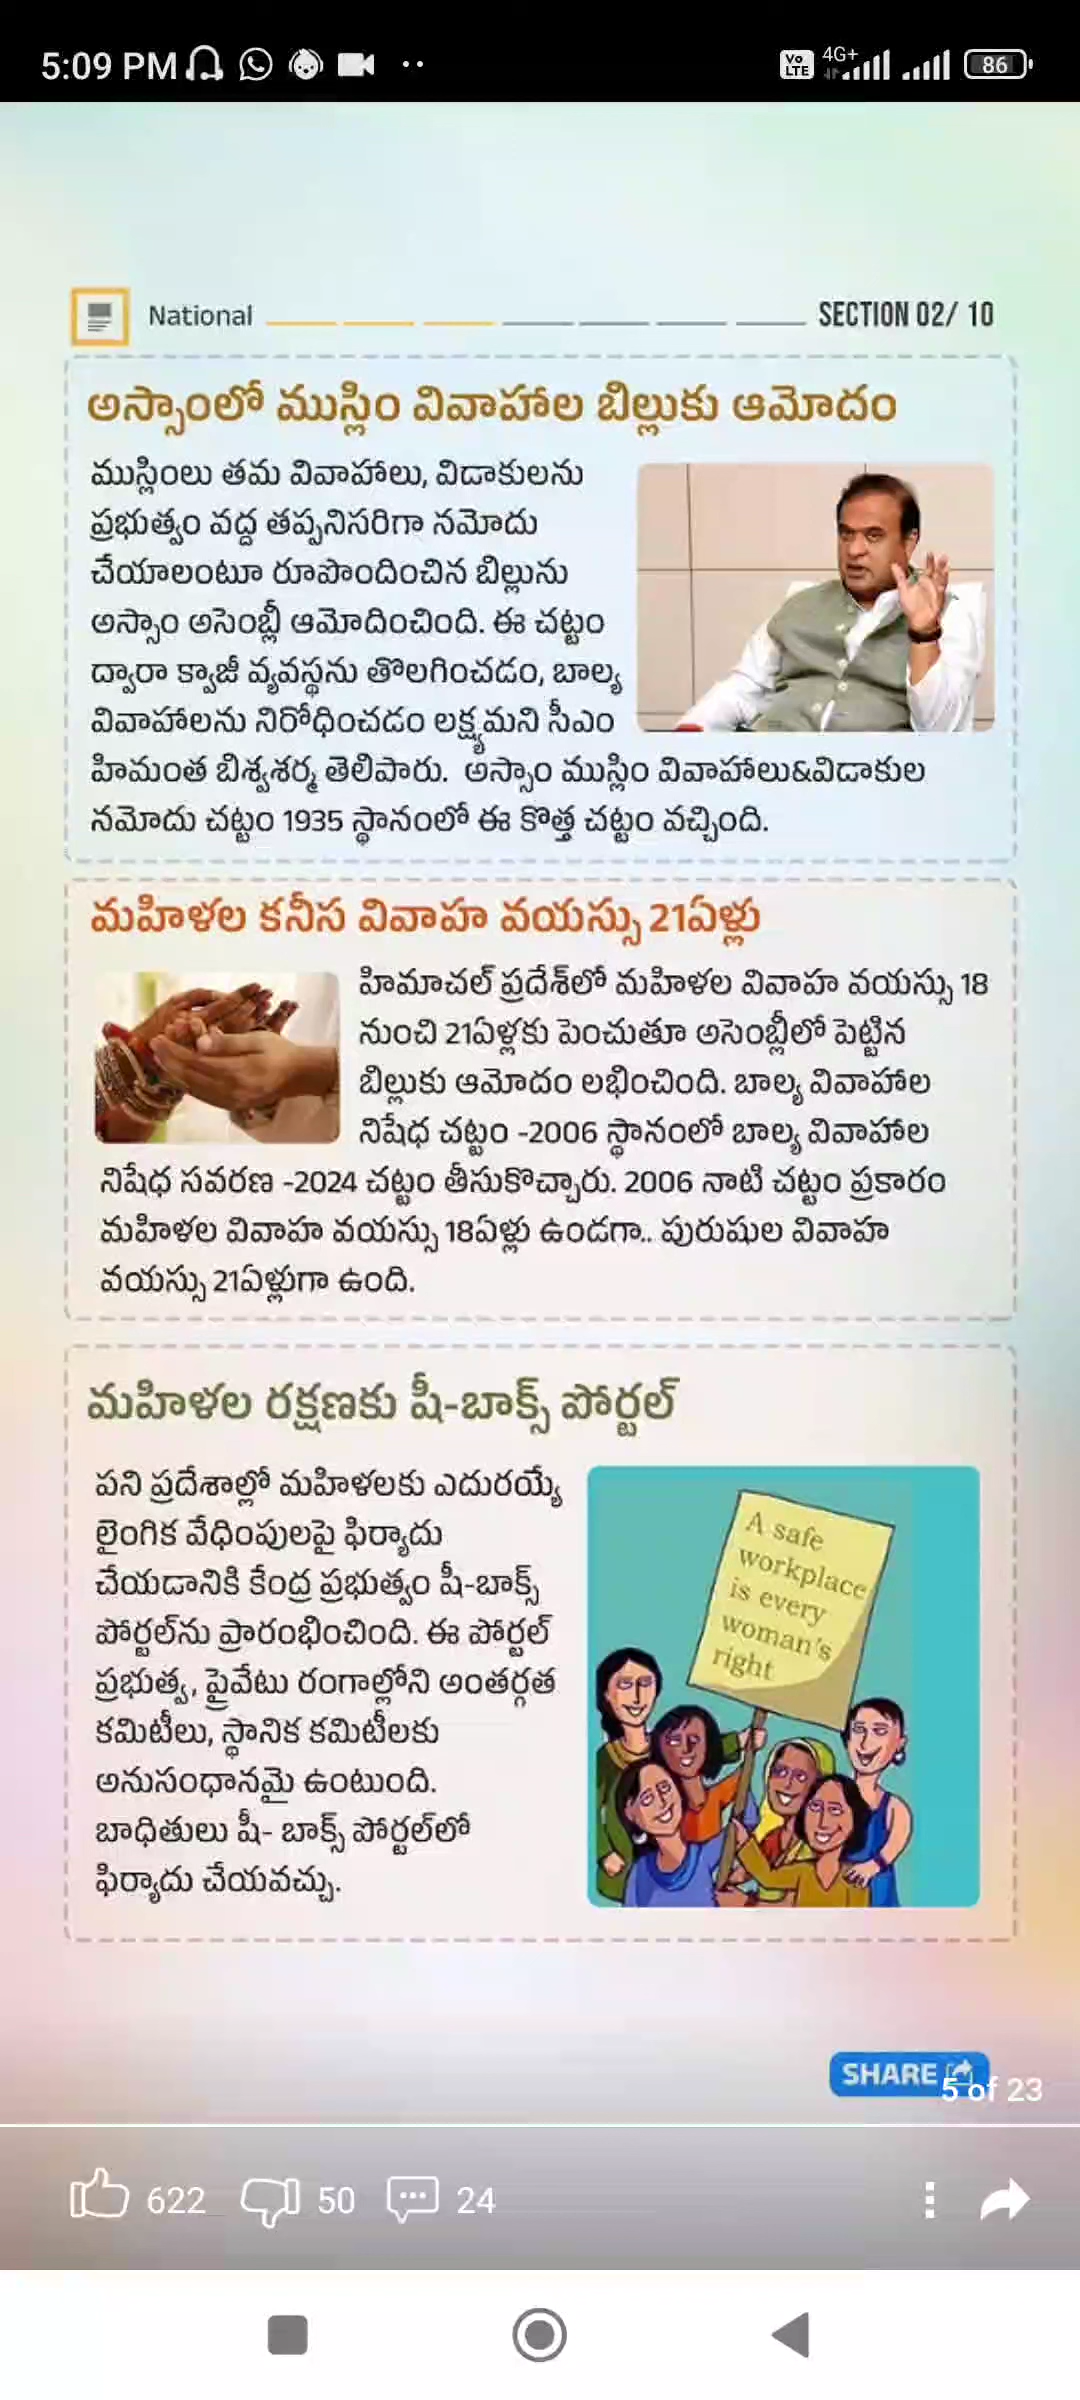 5:09 PM
Vo LTE 4G+ 86
National
SECTION 02/ 10
అస్సాంలో ముస్లిం వివాహాల బిల్లుకు ఆమోదం
ముస్లింలు తమ వివాహాలు, విడాకులను
ప్రభుత్వం వద్ద తప్పనిసరిగా నమోదు
చేయాలంటూ రూపొందించిన బిల్లును
అస్సాం అసెంబ్లీ ఆమోదించింది. ఈ చట్టం
ద్వారా క్వాజీ వ్యవస్థను తొలగించడం, బాల్య
వివాహాలను నిరోధించడం లక్ష్యమని సీఎం
హిమంత బిశ్వశర్మ తెలిపారు. అస్సాం ముస్లిం వివాహాలు&విడాకుల
నమోదు చట్టం 1935 స్థానంలో ఈ కొత్త చట్టం వచ్చింది.
మహిళల కనీస వివాహ వయస్సు 21ఏళ్లు
హిమాచల్ ప్రదేశ్‌లో మహిళల వివాహ వయస్సు 18
నుంచి 21ఏళ్లకు పెంచుతూ అసెంబ్లీలో పెట్టిన
బిల్లుకు ఆమోదం లభించింది. బాల్య వివాహాల
నిషేధ చట్టం -2006 స్థానంలో బాల్య వివాహాల
నిషేధ సవరణ -2024 చట్టం తీసుకొచ్చారు. 2006 నాటి చట్టం ప్రకారం
మహిళల వివాహ వయస్సు 18ఏళ్లు ఉండగా.. పురుషుల వివాహ
వయస్సు 21ఏళ్లుగా ఉంది.
మహిళల రక్షణకు షీ-బాక్స్ పోర్టల్
పని ప్రదేశాల్లో మహిళలకు ఎదురయ్యే
లైంగిక వేధింపులపై ఫిర్యాదు
చేయడానికి కేంద్ర ప్రభుత్వం షీ-బాక్స్
పోర్టల్‌ను ప్రారంభించింది. ఈ పోర్టల్
ప్రభుత్వ, ప్రైవేటు రంగాల్లోని అంతర్గత
కమిటీలు, స్థానిక కమిటీలకు
అనుసంధానమై ఉంటుంది.
బాధితులు షీ- బాక్స్ పోర్టల్‌లో
ఫిర్యాదు చేయవచ్చు.
A safe
workplace
is every
woman's
right
SHARE
5 of 23
622 50 24